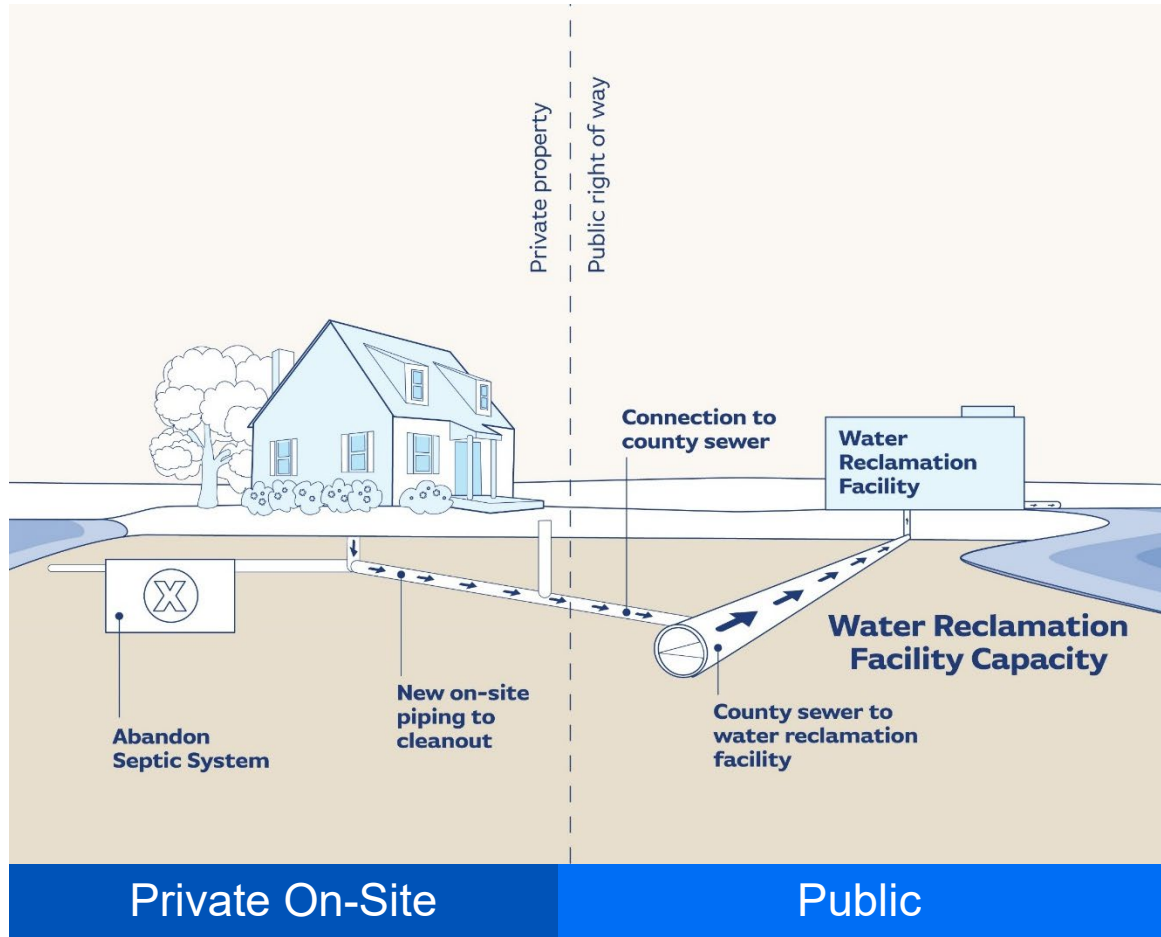 Private property
Public right of way
Connection to
county sewer
Water
Reclamation
Facility
X
Water Reclamation
Facility Capacity
New on-site
piping to
cleanout
County sewer to
water reclamation
facility
Abandon
Septic System
Private On-Site
Public